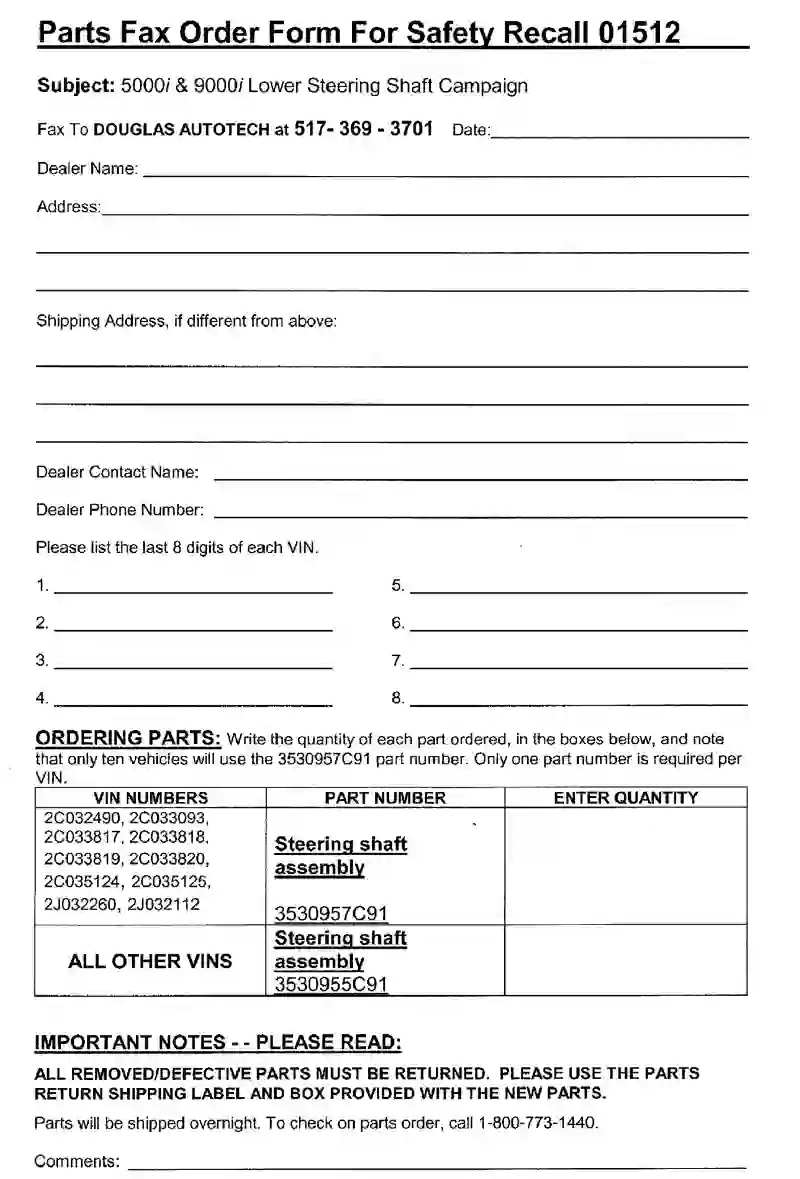 Parts Fax Order Form For Safety Recall 01512
Subject: 5000i & 9000i Lower Steering Shaft Campaign
Fax To DOUGLAS AUTOTECH at 517- 369 - 3701 Date:
Dealer Name:
Address:
Shipping Address, if different from above:
Dealer Contact Name:
Dealer Phone Number:
Please list the last 8 digits of each VIN.
1. 5.
2. 6.
3. 7.
4. 8.
ORDERING PARTS: Write the quantity of each part ordered, in the boxes below, and note
that only ten vehicles will use the 3530957C91 part number. Only one part number is required per
VIN.
VIN NUMBERS PART NUMBER ENTER QUANTITY
2C032490, 2C033093,
2C033817, 2C033818,
2C033819, 2C033820,
2C035124, 2C035125,
2J032260, 2J032112
Steering shaft
assembly
3530957C91
ALL OTHER VINS
Steering shaft
assembly
3530955C91
IMPORTANT NOTES - - PLEASE READ:
ALL REMOVED/DEFECTIVE PARTS MUST BE RETURNED. PLEASE USE THE PARTS
RETURN SHIPPING LABEL AND BOX PROVIDED WITH THE NEW PARTS.
Parts will be shipped overnight. To check on parts order, call 1-800-773-1440.
Comments: